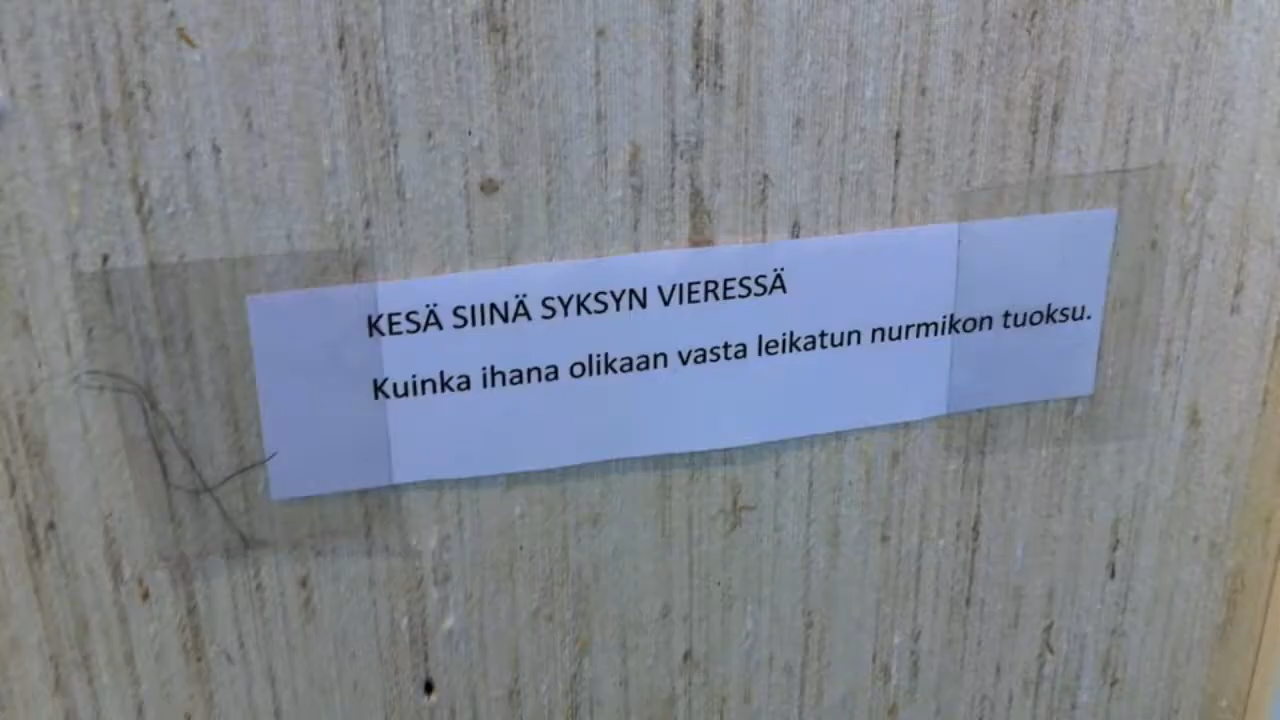 KESÄ SIINÄ SYKSYN VIERESSÄ
Kuinka ihana olikaan vasta leikatun nurmikon tuoksu.